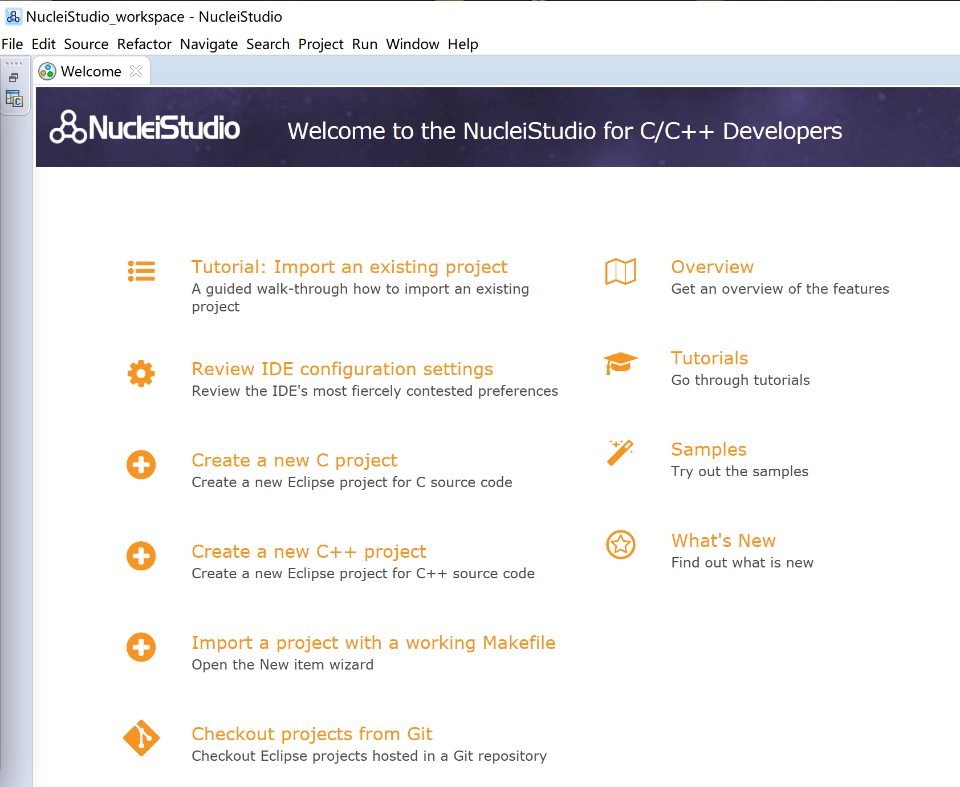 NucleiStudio_workspace - NucleiStudio
File Edit Source Refactor Navigate Search Project Run Window Help
Welcome
NucleiStudio
Welcome to the NucleiStudio for C/C++ Developers
Tutorial: Import an existing project
A guided walk-through how to import an existing
project
Review IDE configuration settings
Review the IDE's most fiercely contested preferences
Create a new C project
Create a new Eclipse project for C source code
Create a new C++ project
Create a new Eclipse project for C++ source code
Import a project with a working Makefile
Open the New item wizard
Checkout projects from Git
Checkout Eclipse projects hosted in a Git repository
Overview
Get an overview of the features
Tutorials
Go through tutorials
Samples
Try out the samples
What's New
Find out what is new